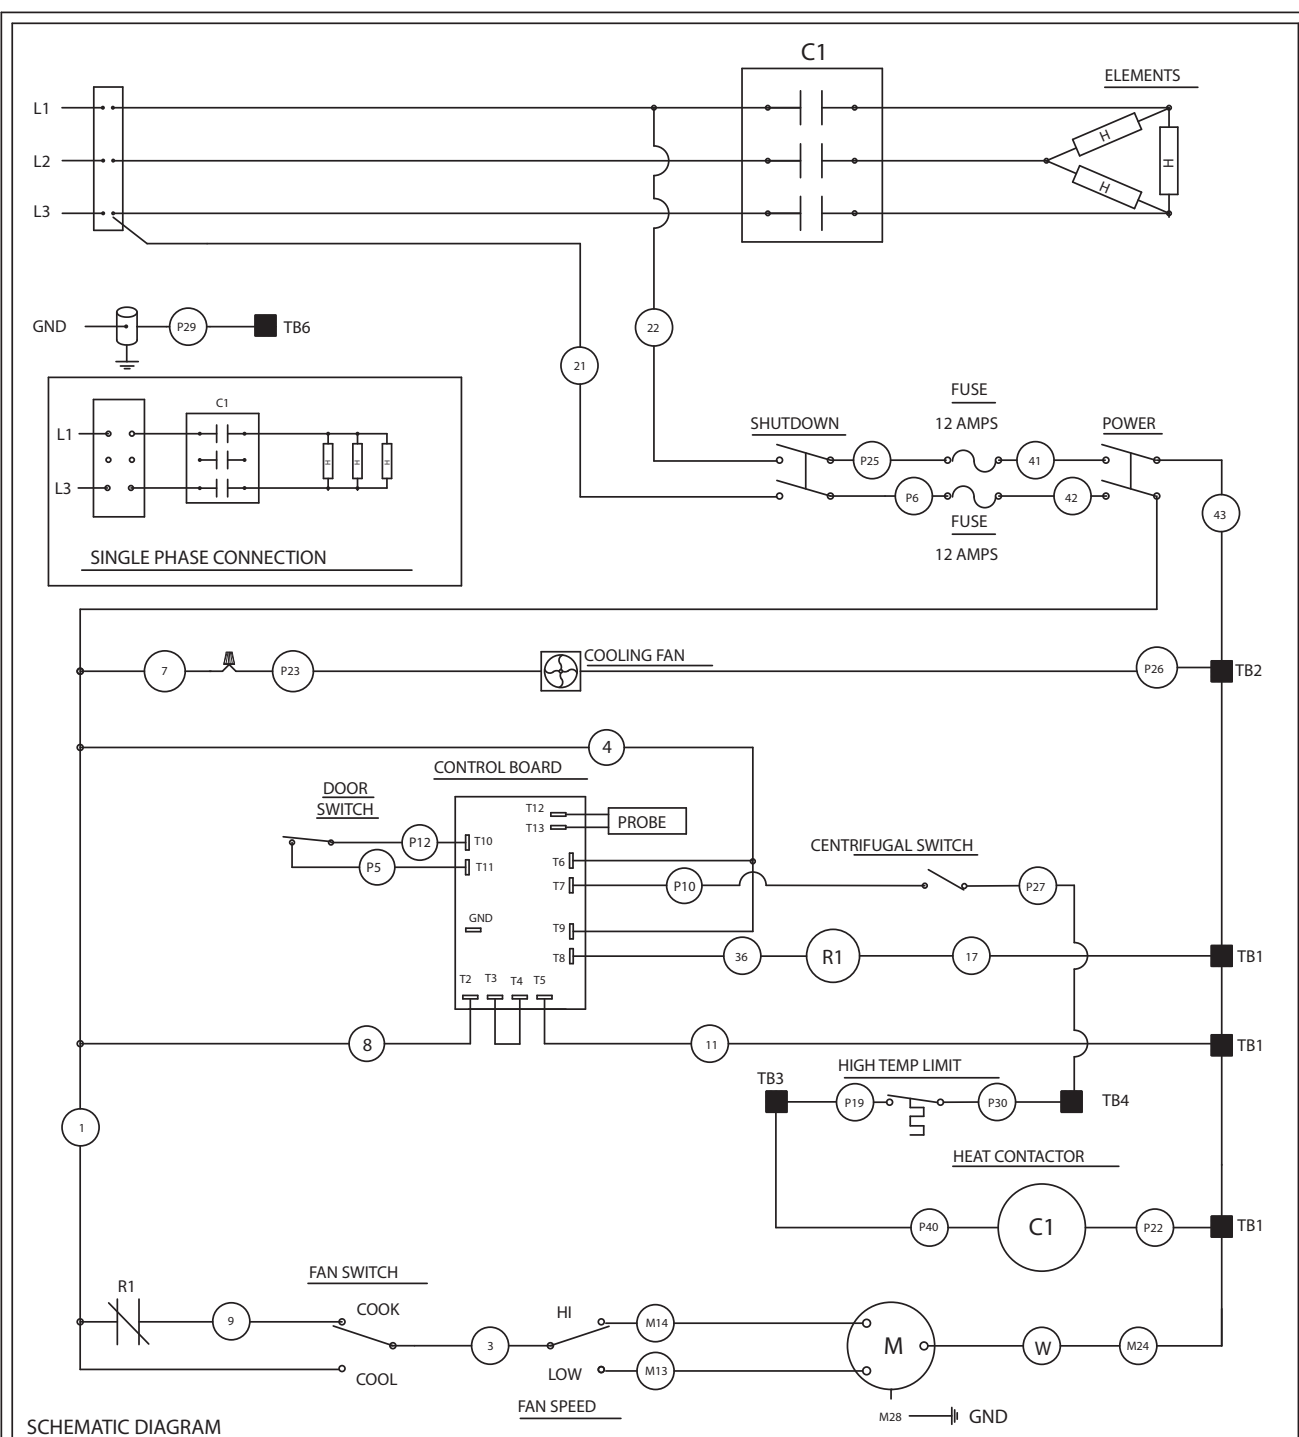 C1
ELEMENTS
L1
H
H
L2
H
L3
GND
P29
TB6
22
21
C1
L1
H
H
H
L3
SINGLE PHASE CONNECTION
FUSE
SHUTDOWN
12 AMPS
POWER
P25
41
P6
42
43
FUSE
12 AMPS
7
P23
COOLING FAN
P26
TB2
4
CONTROL BOARD
DOOR
SWITCH
T12
T13
PROBE
P12
T10
P5
T11
T6
T7
P10
CENTRIFUGAL SWITCH
P27
GND
T9
T8
36
R1
17
TB1
T2
T3
T4
T5
8
11
TB1
HIGH TEMP LIMIT
TB3
P19
P30
TB4
1
HEAT CONTACTOR
P40
C1
P22
TB1
R1
FAN SWITCH
9
COOK
HI
M14
3
M
W
M24
COOL
LOW
M13
FAN SPEED
M28
GND
SCHEMATIC DIAGRAM